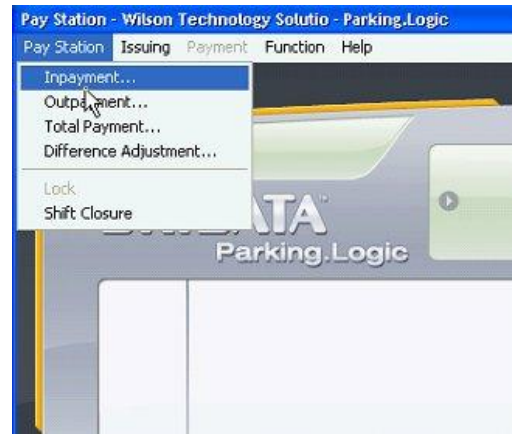 Pay Station - Wilson Technology Solutio - Parking.Logic
Pay Station Issuing Payment Function Help
Inpayment...
Total Payment...
Difference Adjustment...
Lock
Shift Closure
Parking.Logic